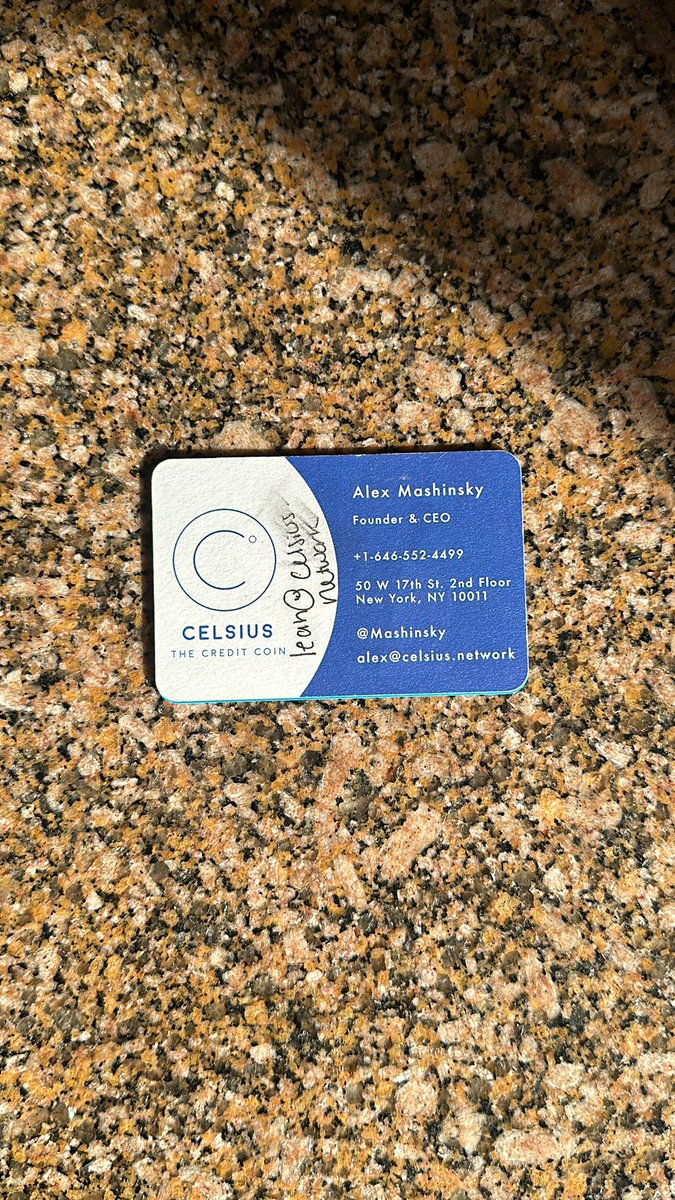 C°
CELSIUS
THE CREDIT COIN
leah@celsius.
network
Alex Mashinsky
Founder & CEO
+1-646-552-4499
50 W 17th St. 2nd Floor
New York, NY 10011
@Mashinsky
alex@celsius.network